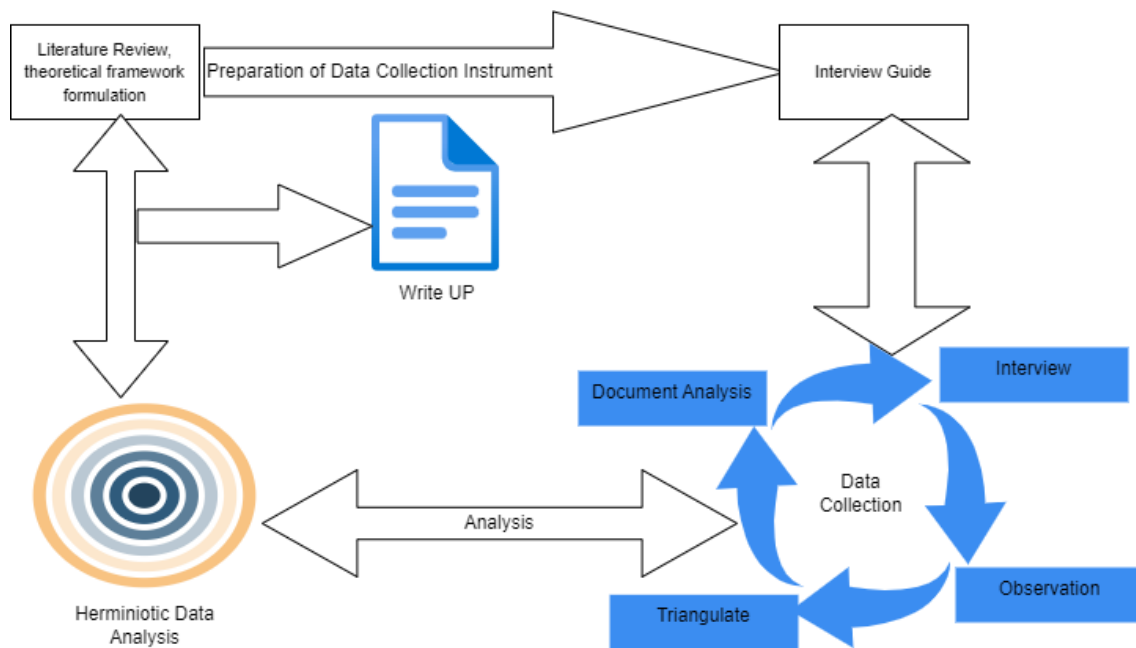 Literature Review,
theoretical framework
formulation
Preparation of Data Collection Instrument
Interview Guide
Write UP
Document Analysis
Interview
Data
Collection
Analysis
Triangulate
Observation
Herminiotic Data
Analysis